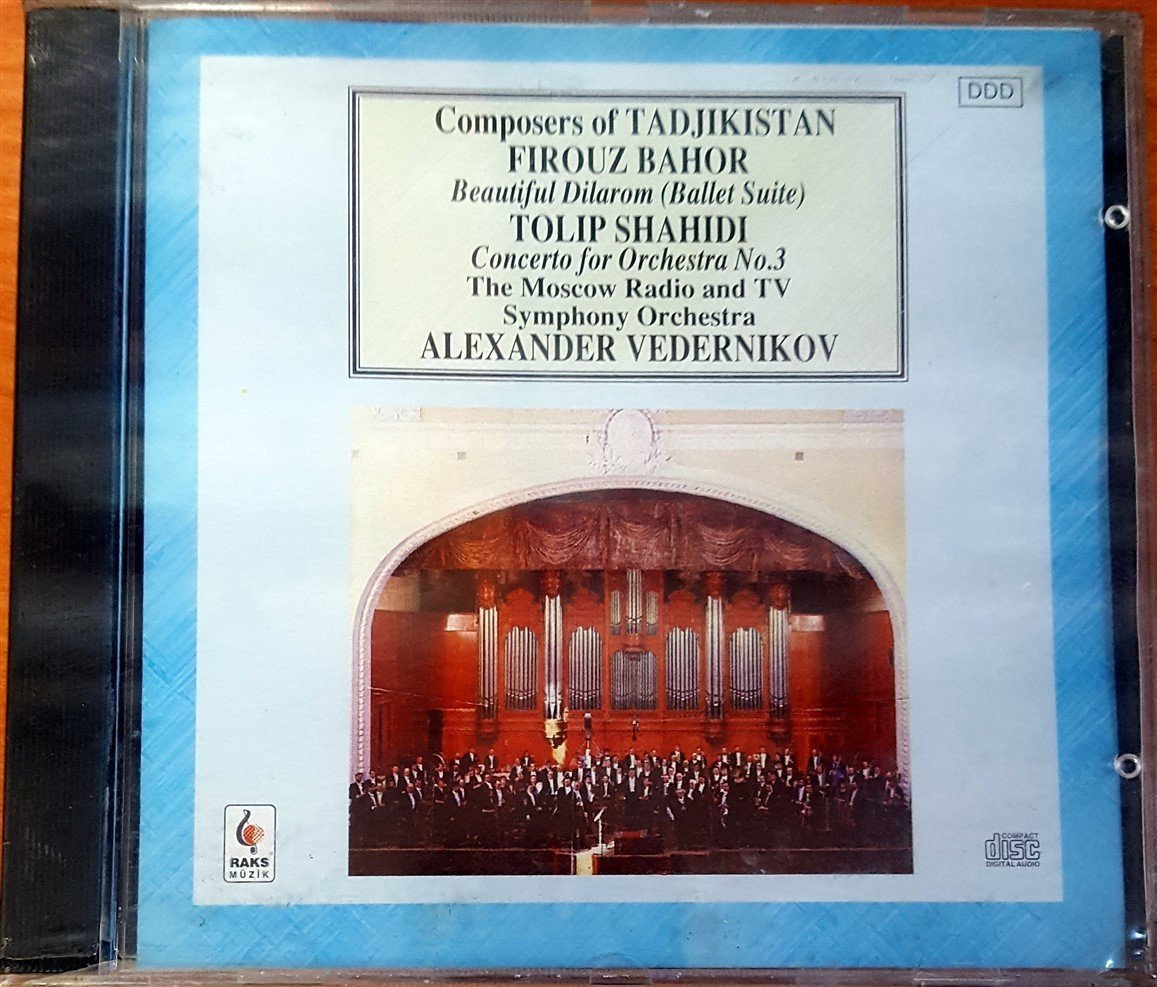 DDD
Composers of TADJIKISTAN
FIROUZ BAHOR
Beautiful Dilarom (Ballet Suite)
TOLIP SHAHIDI
Concerto for Orchestra No.3
The Moscow Radio and TV
Symphony Orchestra
ALEXANDER VEDERNIKOV
RAKS
MÜZİK
COMPACT
disc
DIGITAL AUDIO